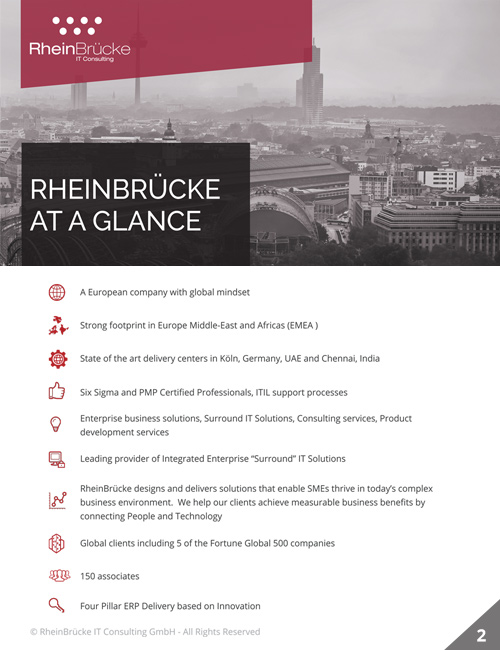 RheinBrücke
IT Consulting
RHEINBRÜCKE
AT A GLANCE
A European company with global mindset
Strong footprint in Europe Middle-East and Africas (EMEA )
State of the art delivery centers in Köln, Germany, UAE and Chennai, India
Six Sigma and PMP Certified Professionals, ITIL support processes
Enterprise business solutions, Surround IT Solutions, Consulting services, Product
development services
Leading provider of Integrated Enterprise “Surround” IT Solutions
RheinBrücke designs and delivers solutions that enable SMEs thrive in today’s complex
business environment. We help our clients achieve measurable business benefits by
connecting People and Technology
Global clients including 5 of the Fortune Global 500 companies
150 associates
Four Pillar ERP Delivery based on Innovation
© RheinBrücke IT Consulting GmbH - All Rights Reserved
2